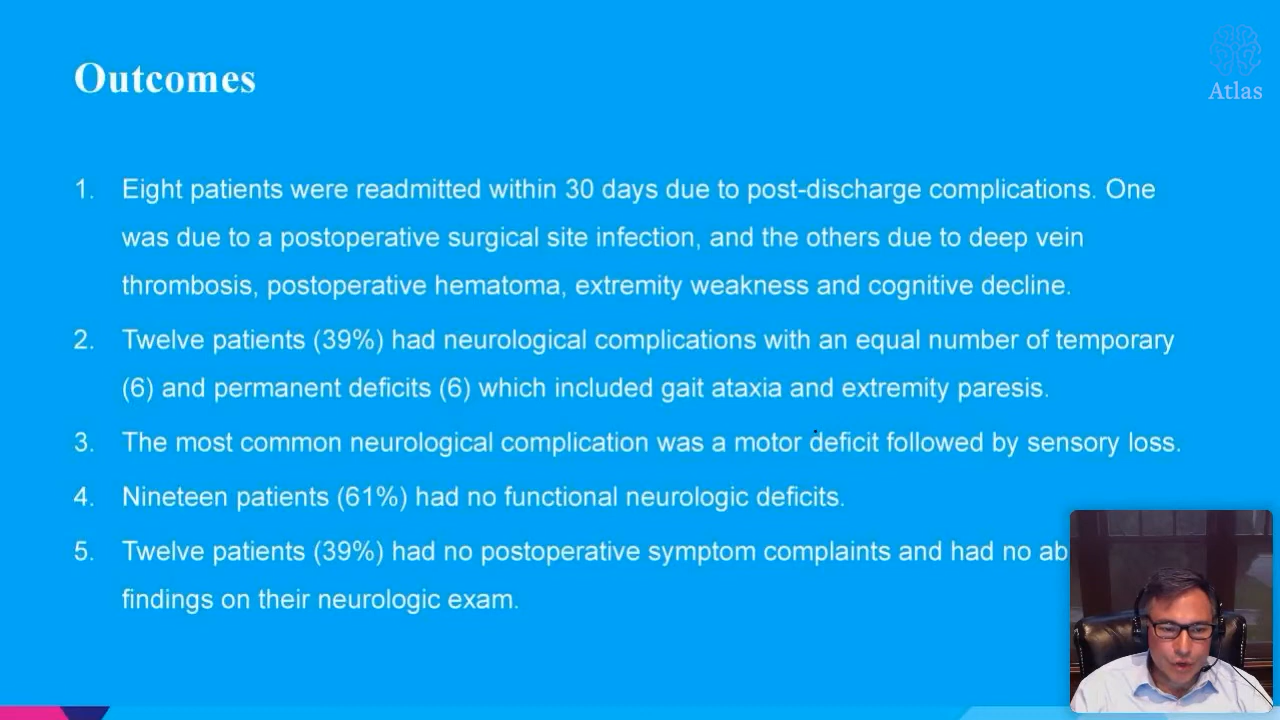 Outcomes
Atlas
1. Eight patients were readmitted within 30 days due to post-discharge complications. One
was due to a postoperative surgical site infection, and the others due to deep vein
thrombosis, postoperative hematoma, extremity weakness and cognitive decline.
2. Twelve patients (39%) had neurological complications with an equal number of temporary
(6) and permanent deficits (6) which included gait ataxia and extremity paresis.
3. The most common neurological complication was a motor deficit followed by sensory loss.
4. Nineteen patients (61%) had no functional neurologic deficits.
5. Twelve patients (39%) had no postoperative symptom complaints and had no ab
findings on their neurologic exam.